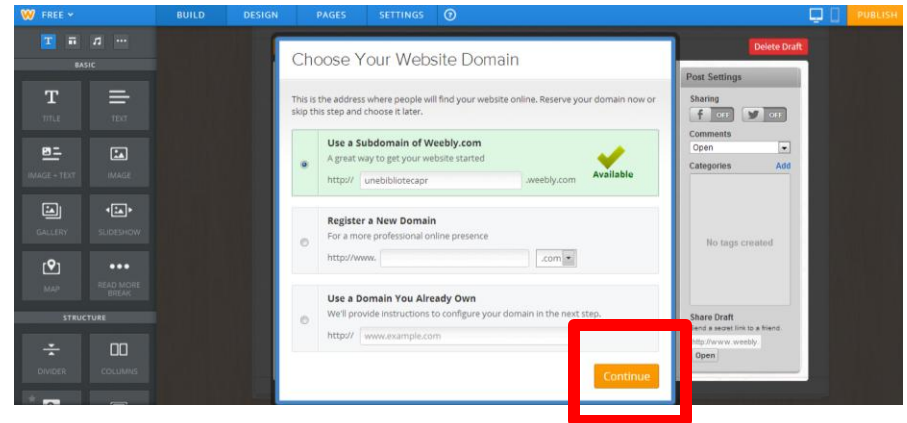 FREE BUILD DESIGN PAGES SETTINGS ? PUBLISH
T
BASIC
T
TITLE TEXT
IMAGE + TEXT IMAGE
GALLERY SLIDESHOW
MAP READ MORE
BREAK
STRUCTURE
DIVIDER COLUMNS
Choose Your Website Domain
This is the address where people will find your website online. Reserve your domain now or
skip this step and choose it later.
Use a Subdomain of Weebly.com
A great way to get your website started
http:// unebibliotecapr .weebly.com Available
Register a New Domain
For a more professional online presence
http://www. .com
Use a Domain You Already Own
We'll provide instructions to configure your domain in the next step.
http:// www.example.com
Continue
Delete Draft
Post Settings
Sharing
f OFF OFF
Comments
Open
Categories Add
No tags created
Share Draft
Send a secret link to a friend.
http://www.weebly
Open